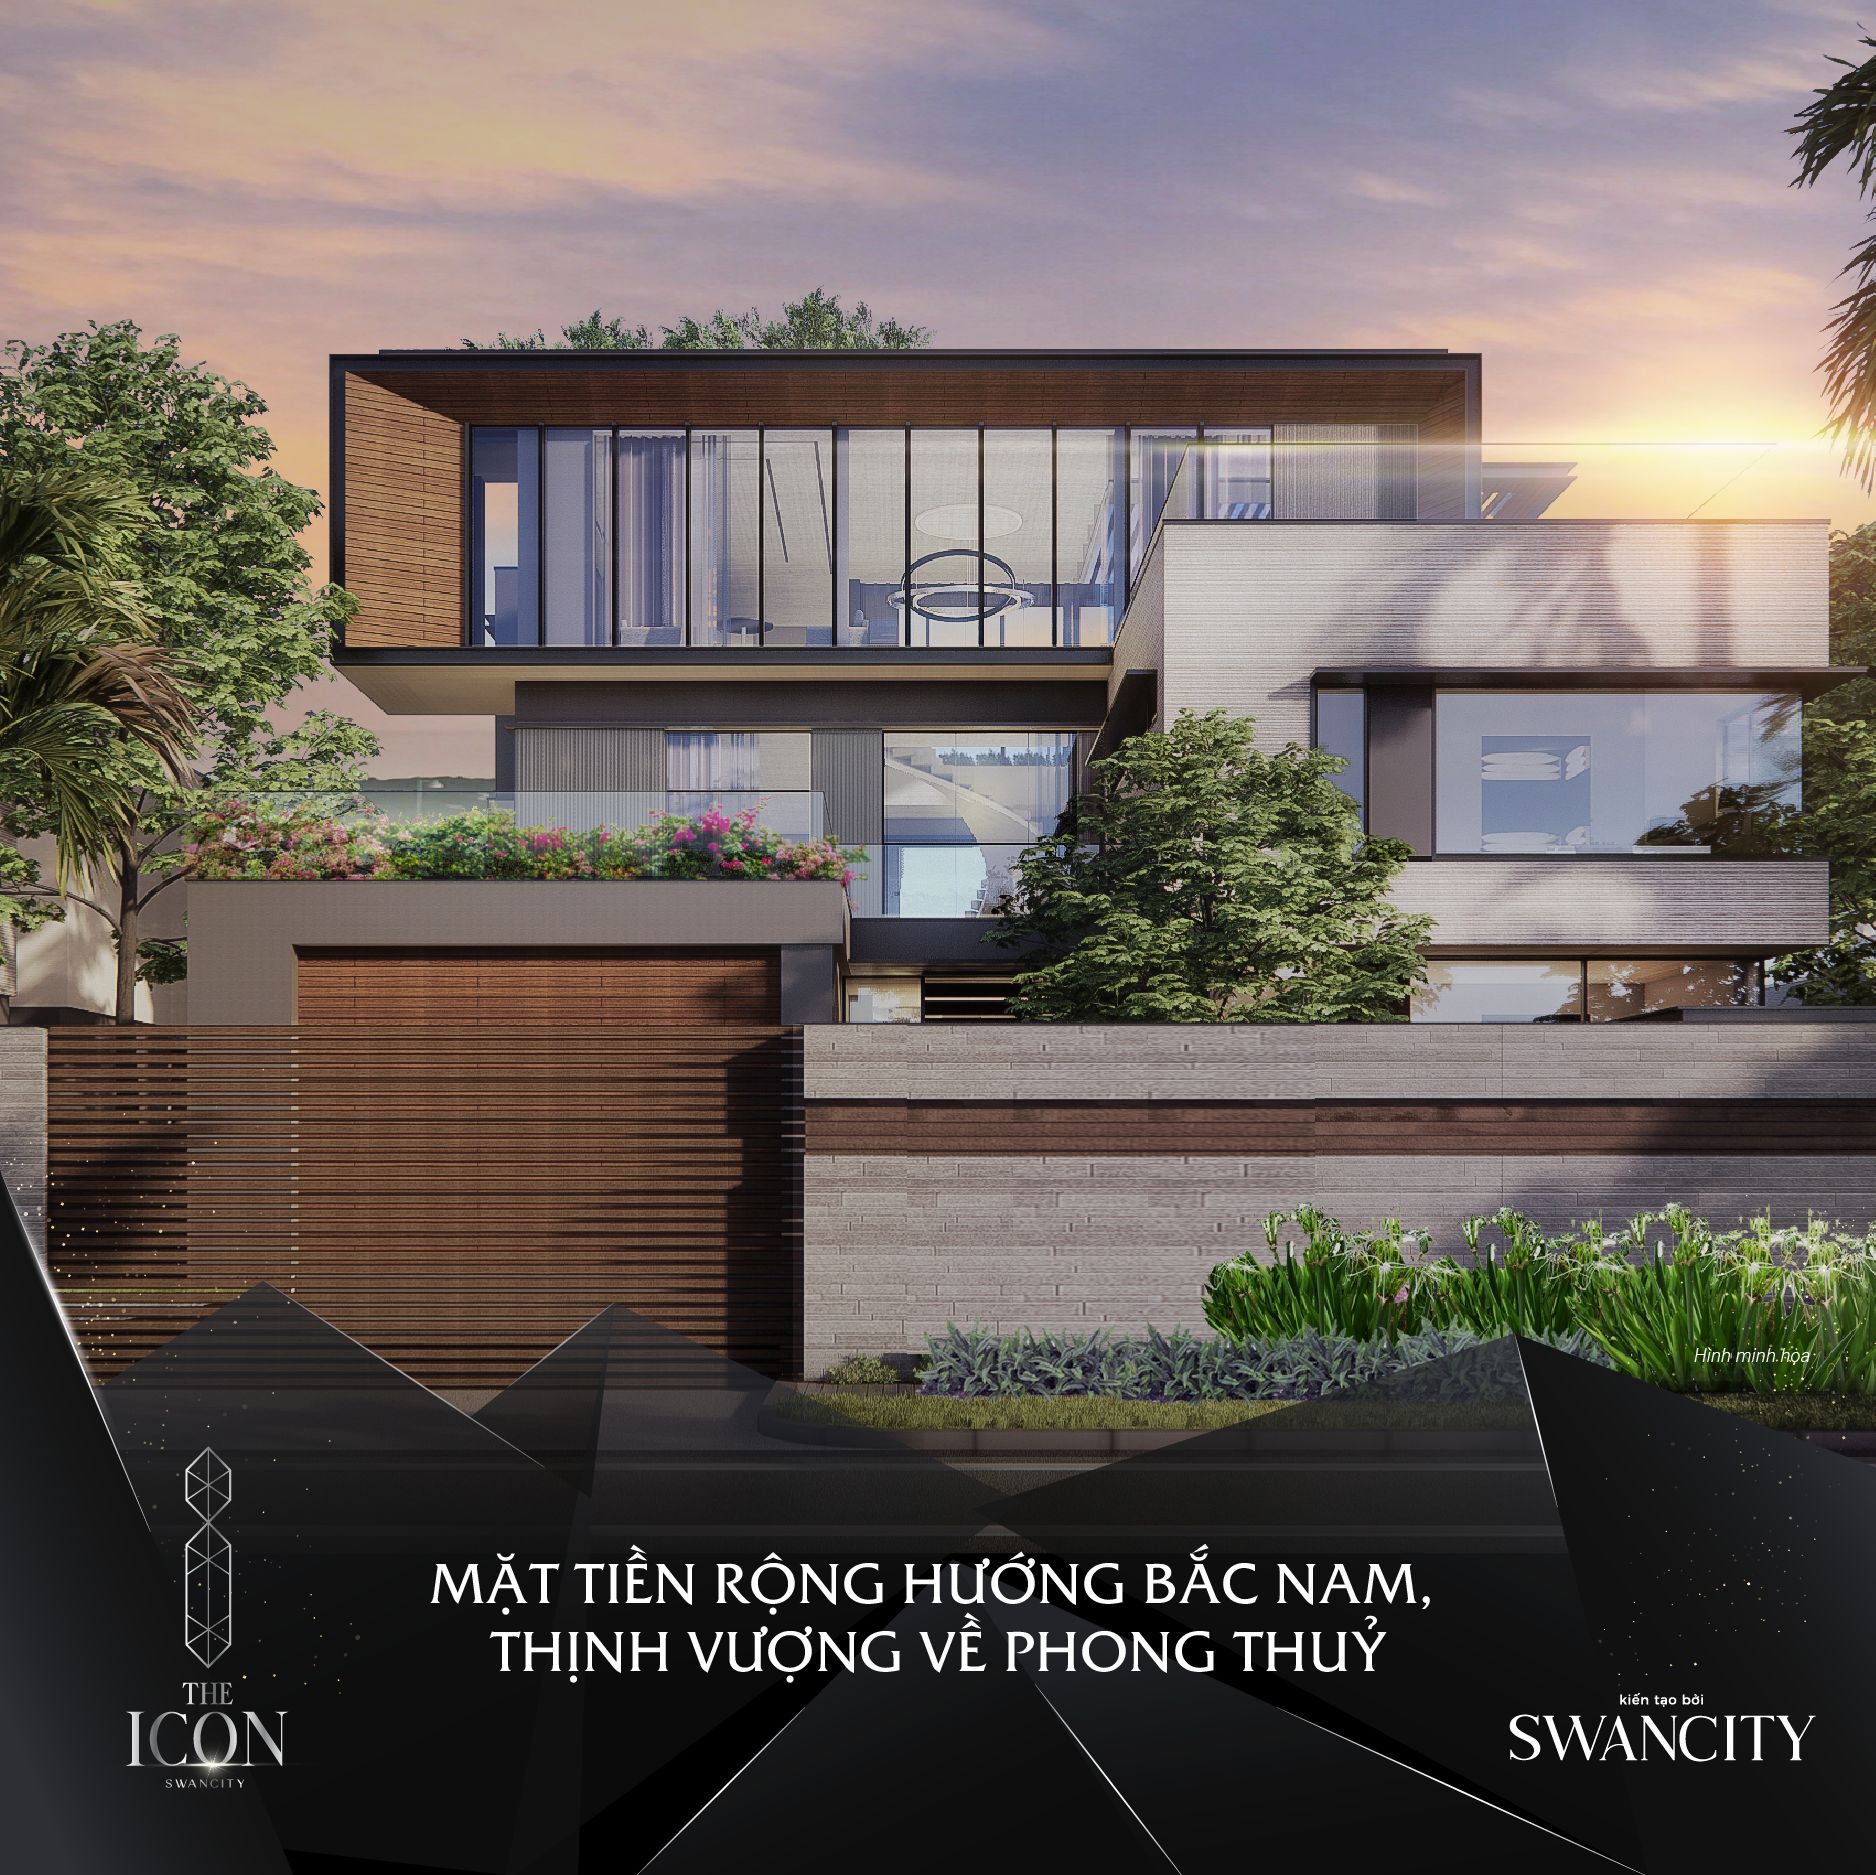 Hình minh họa
MẶT TIỀN RỘNG HƯỚNG BẮC NAM,
THỊNH VƯỢNG VỀ PHONG THUỶ
THE
ICON
SWANCITY
kiến tạo bởi
SWANCITY